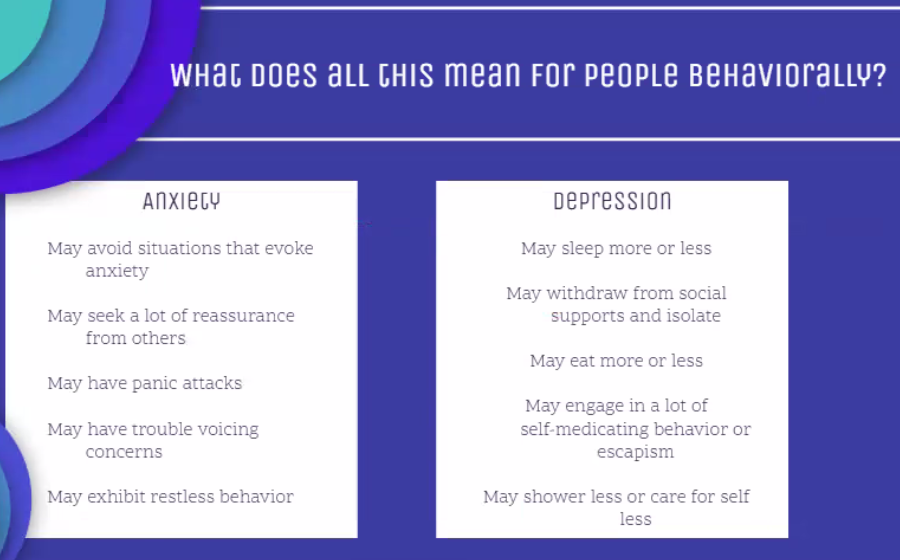 What does all this mean for people behaviorally?
Anxiety
May avoid situations that evoke
anxiety
May seek a lot of reassurance
from others
May have panic attacks
May have trouble voicing
concerns
May exhibit restless behavior
Depression
May sleep more or less
May withdraw from social
supports and isolate
May eat more or less
May engage in a lot of
self-medicating behavior or
escapism
May shower less or care for self
less